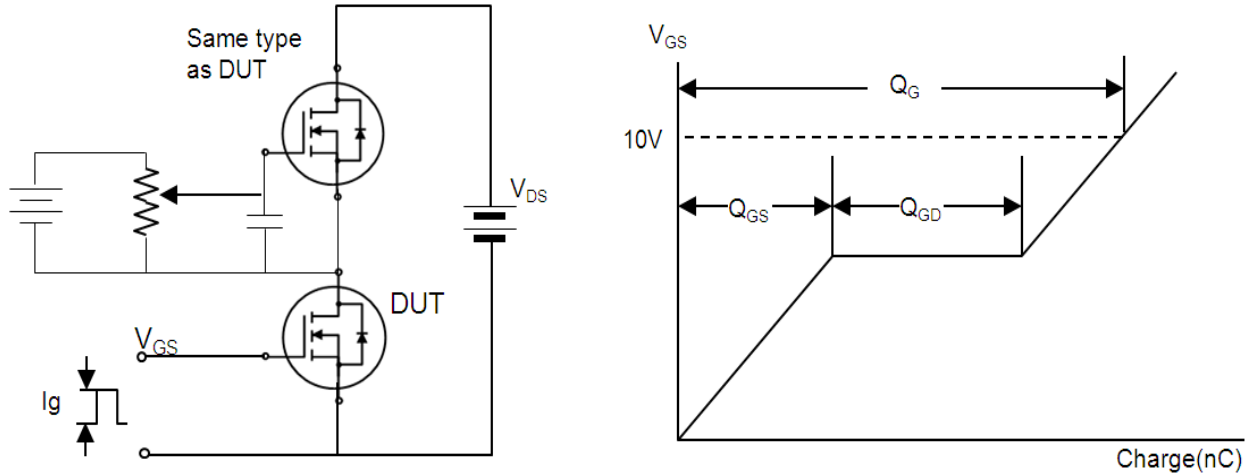 Same type
as DUT
V_DS
DUT
V_GS
Ig
V_GS
Q_G
10V
Q_GS
Q_GD
Charge(nC)